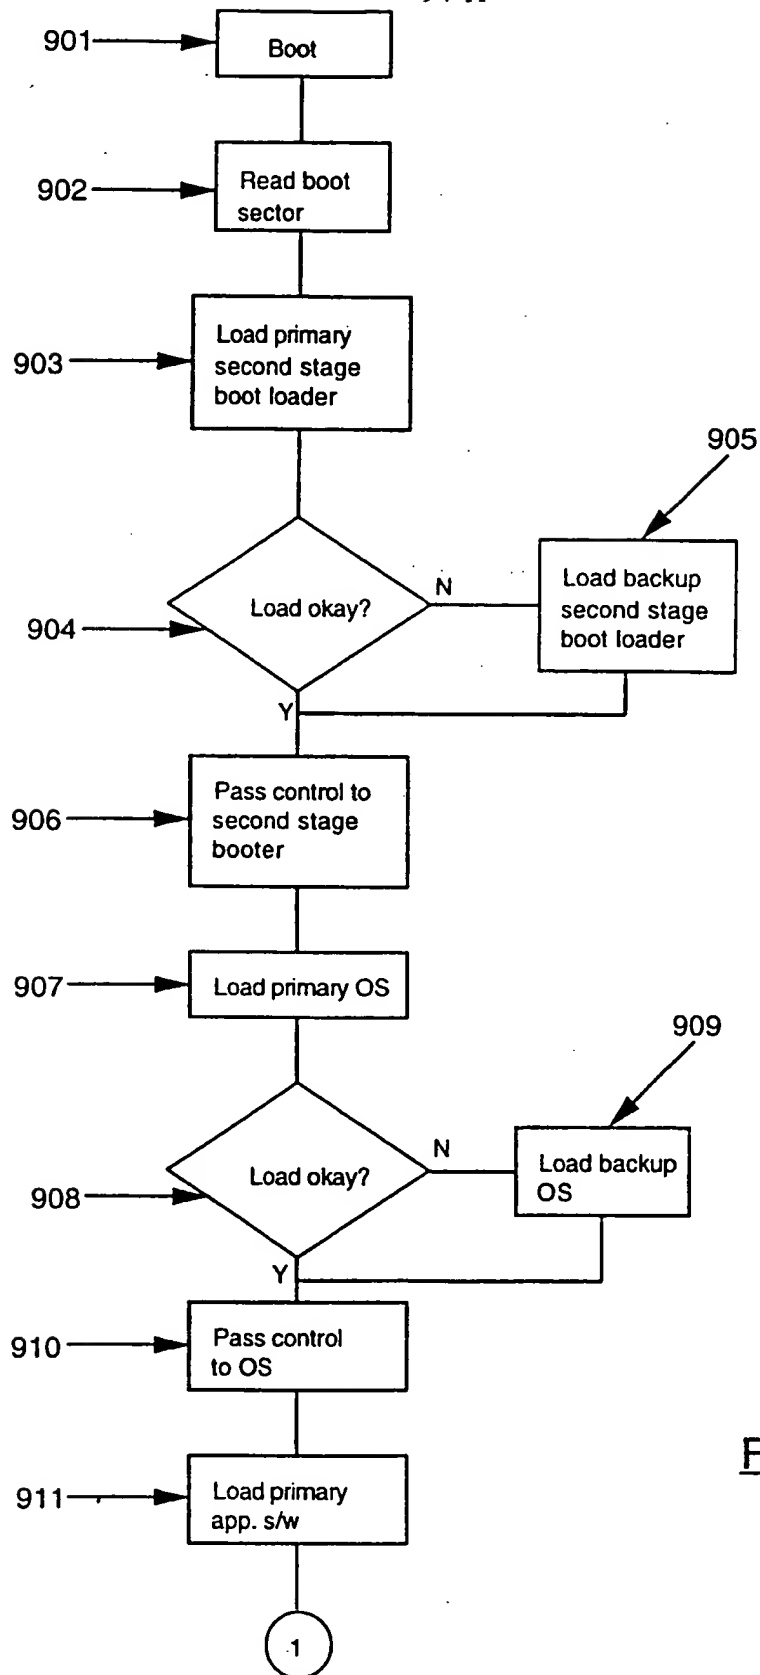 901
Boot
902
Read boot
sector
903
Load primary
second stage
boot loader
905
904
Load okay?
N
Load backup
second stage
boot loader
Y
906
Pass control to
second stage
booter
907
Load primary OS
909
908
Load okay?
N
Load backup
OS
Y
910
Pass control
to OS
911
Load primary
app. s/w
1